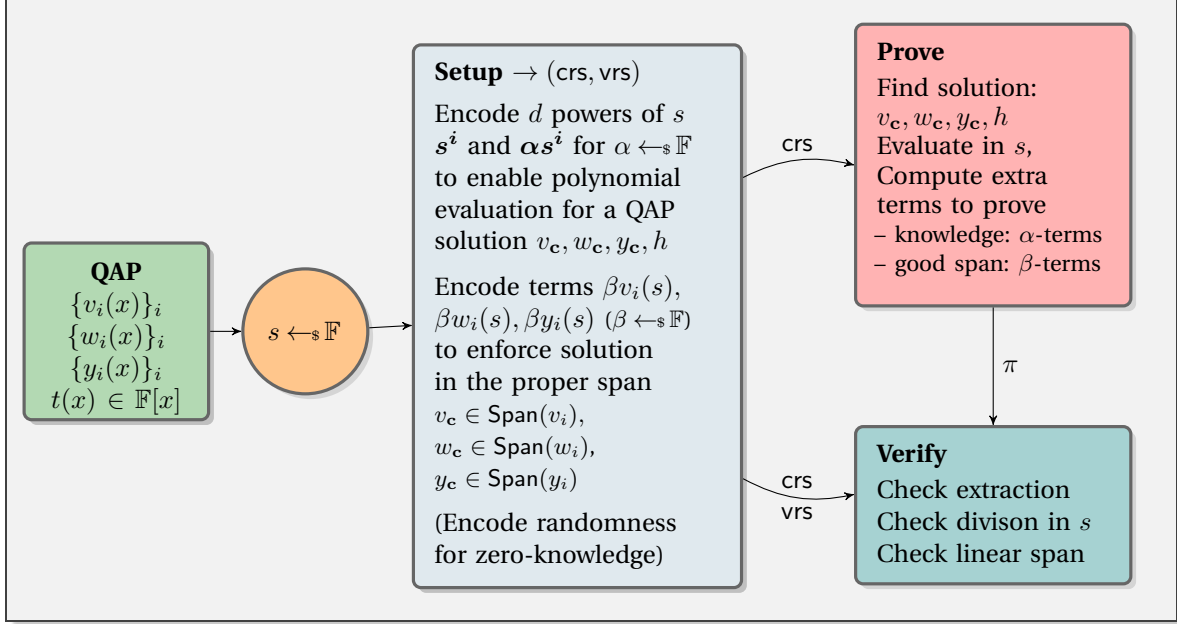 QAP
{v_i(x)}_i
{w_i(x)}_i
{y_i(x)}_i
t(x) ∈ 𝔽[x]
s ←$ 𝔽
Setup → (crs, vrs)
Encode d powers of s
s^i and αs^i for α ←$ 𝔽
to enable polynomial
evaluation for a QAP
solution v_c, w_c, y_c, h
Encode terms βv_i(s),
βw_i(s), βy_i(s) (β ←$ 𝔽)
to enforce solution
in the proper span
v_c ∈ Span(v_i),
w_c ∈ Span(w_i),
y_c ∈ Span(y_i)
(Encode randomness
for zero-knowledge)
crs
crs
vrs
Prove
Find solution:
v_c, w_c, y_c, h
Evaluate in s,
Compute extra
terms to prove
– knowledge: α-terms
– good span: β-terms
π
Verify
Check extraction
Check divison in s
Check linear span